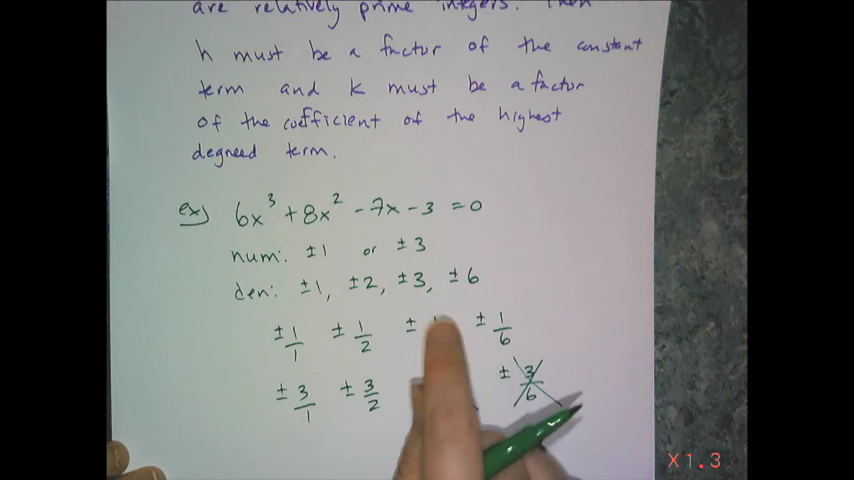 are relatively prime integers. Then
h must be a factor of the constant
term and k must be a factor
of the coefficient of the highest
degreed term.
ex) 6x³ + 8x² - 7x - 3 = 0
num: ±1 or ±3
den: ±1, ±2, ±3, ±6
± 1/1 ± 1/2 ± ± 1/6
± 3/1 ± 3/2 ± 3/6
X1.3